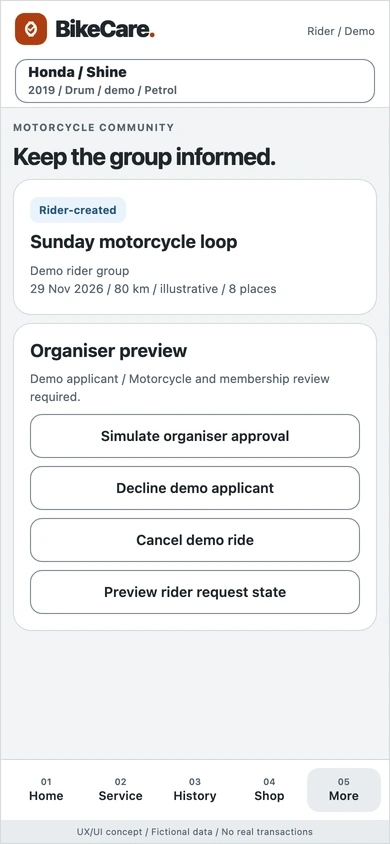 BikeCare.
Rider / Demo
Honda / Shine
2019 / Drum / demo / Petrol
MOTORCYCLE COMMUNITY
Keep the group informed.
Rider-created
Sunday motorcycle loop
Demo rider group
29 Nov 2026 / 80 km / illustrative / 8 places
Organiser preview
Demo applicant / Motorcycle and membership review
required.
Simulate organiser approval
Decline demo applicant
Cancel demo ride
Preview rider request state
01
Home
02
Service
03
History
04
Shop
05
More
UX/UI concept / Fictional data / No real transactions